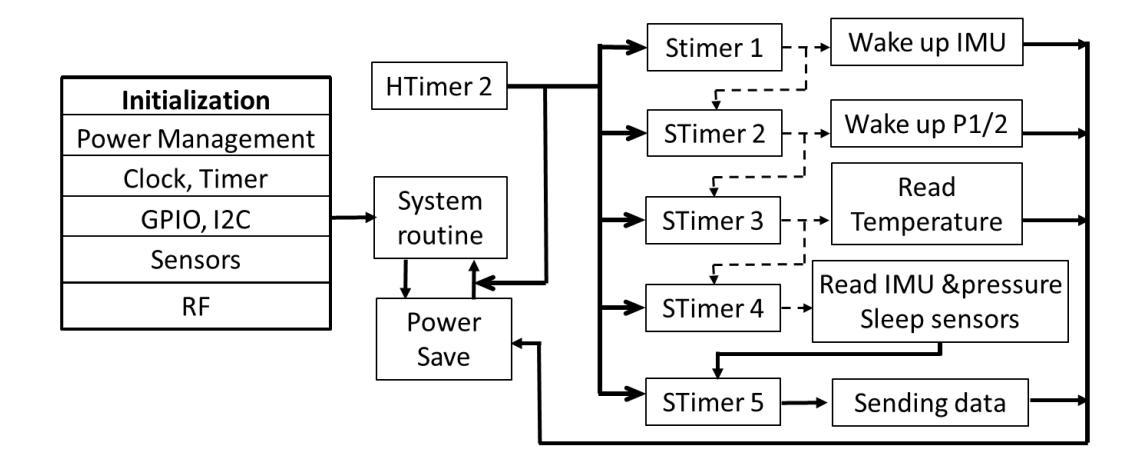 Initialization
Power Management
Clock, Timer
GPIO, I2C
Sensors
RF
HTimer 2
System
routine
Power
Save
Stimer 1
STimer 2
STimer 3
STimer 4
STimer 5
Wake up IMU
Wake up P1/2
Read
Temperature
Read IMU &pressure
Sleep sensors
Sending data